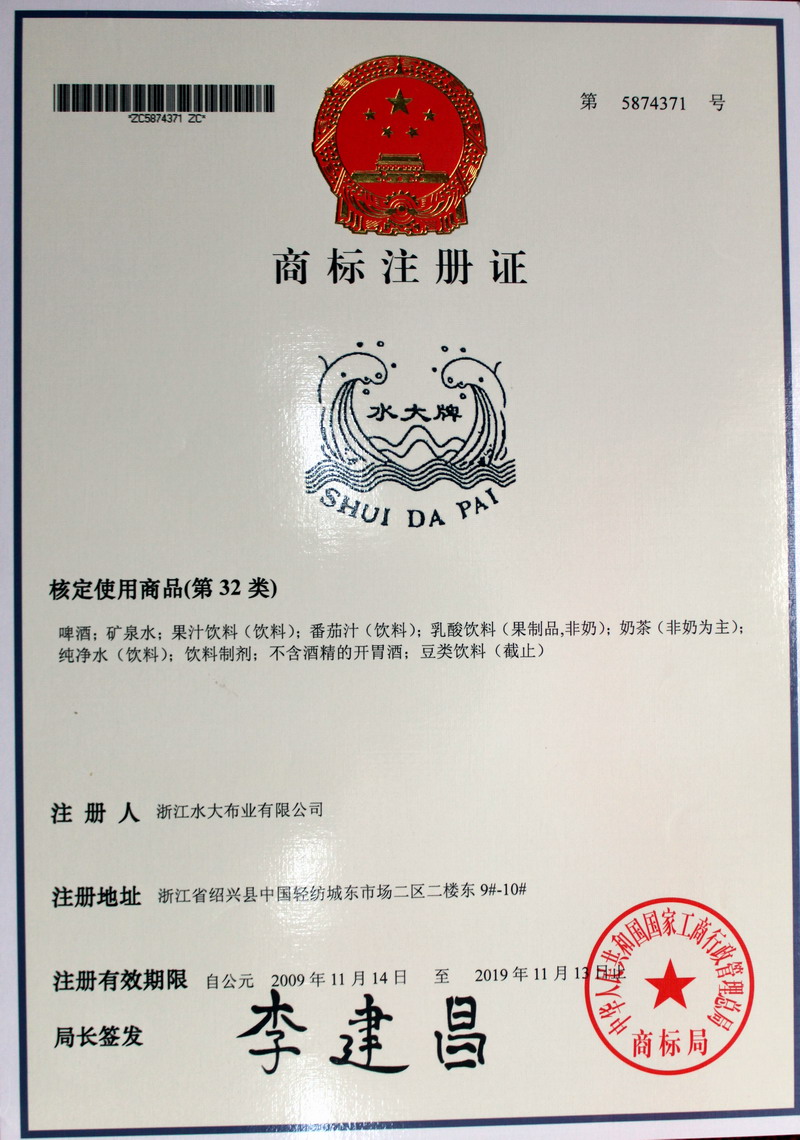 *ZC5874371 ZC*
第 5874371 号
商标注册证
水大牌
SHUI DA PAI
核定使用商品(第 32 类)
啤酒；矿泉水；果汁饮料（饮料）；番茄汁（饮料）；乳酸饮料（果制品,非奶）；奶茶（非奶为主）；
纯净水（饮料）；饮料制剂；不含酒精的开胃酒；豆类饮料（截止）
注 册 人 浙江水大布业有限公司
注册地址 浙江省绍兴县中国轻纺城东市场二区二楼东 9#-10#
注册有效期限 自公元 2009 年 11 月 14 日 至 2019 年 11 月 13 日止
局长签发 李建昌
中华人民共和国国家工商行政管理总局
商标局